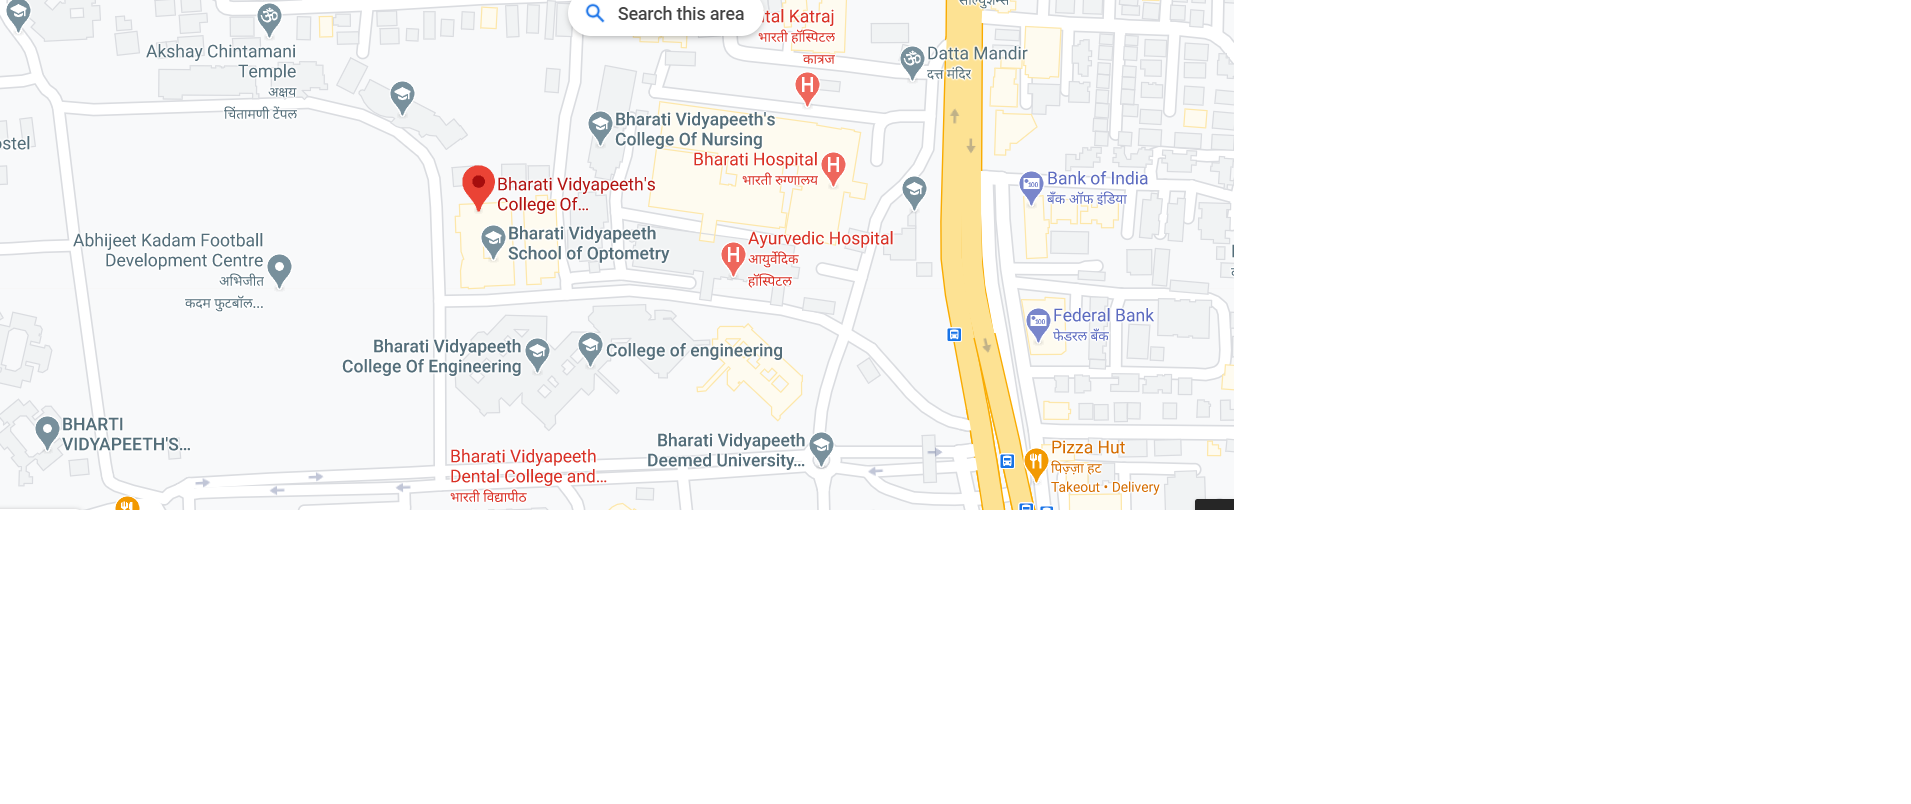 Search this area
tal Katraj
भारती हॉस्पिटल
कात्रज
Akshay Chintamani
Temple
अक्षय
चिंतामणी टेंपल
Datta Mandir
दत्त मंदिर
ostel
Bharati Vidyapeeth's
College Of Nursing
Bharati Hospital
भारती रुग्णालय
Bharati Vidyapeeth's
College Of...
Bank of India
बँक ऑफ इंडिया
Bharati Vidyapeeth
School of Optometry
Abhijeet Kadam Football
Development Centre
अभिजीत
कदम फुटबॉल...
Ayurvedic Hospital
आयुर्वेदिक
हॉस्पिटल
Federal Bank
फेडरल बँक
Bharati Vidyapeeth
College Of Engineering
College of engineering
BHARTI
VIDYAPEETH'S...
Bharati Vidyapeeth
Deemed University...
Bharati Vidyapeeth
Dental College and...
भारती विद्यापीठ
Pizza Hut
पिज़्ज़ा हट
Takeout • Delivery